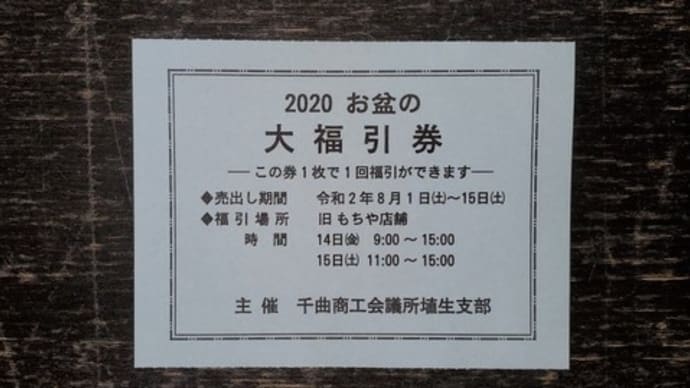 2020 お盆の
大福引券
― この券1枚で1回福引ができます ―
◆売出し期間 令和2年8月1日㈯～15日㈯
◆福引場所 旧もちや店舗
時間 14日㈮ 9:00～15:00
15日㈯ 11:00～15:00
主催 千曲商工会議所埴生支部